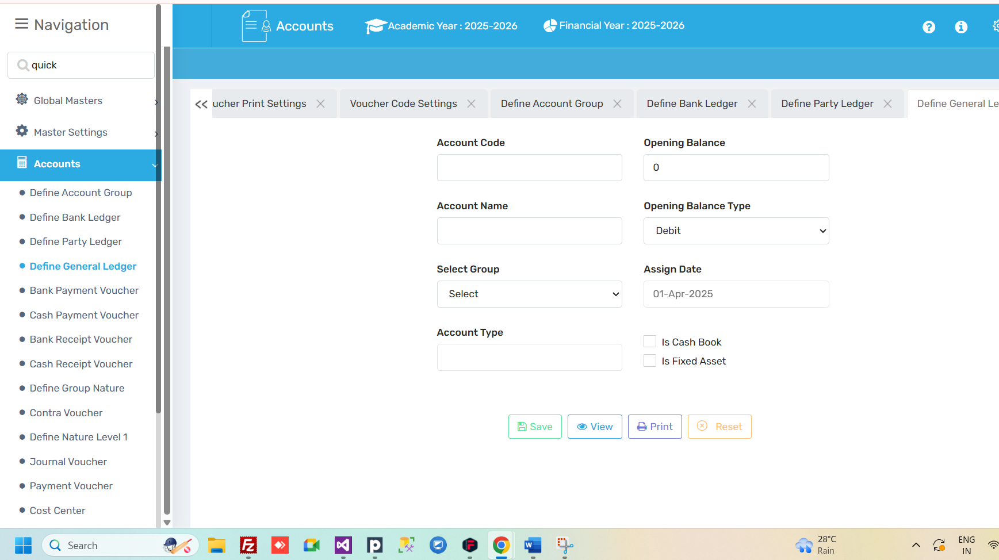 Navigation
quick
Global Masters
Master Settings
Accounts
Define Account Group
Define Bank Ledger
Define Party Ledger
Define General Ledger
Bank Payment Voucher
Cash Payment Voucher
Bank Receipt Voucher
Cash Receipt Voucher
Define Group Nature
Contra Voucher
Define Nature Level 1
Journal Voucher
Payment Voucher
Cost Center
Accounts
Academic Year : 2025-2026
Financial Year : 2025-2026
ucher Print Settings
Voucher Code Settings
Define Account Group
Define Bank Ledger
Define Party Ledger
Define General Le
Account Code
Opening Balance
0
Account Name
Opening Balance Type
Debit
Select Group
Assign Date
Select
01-Apr-2025
Account Type
Is Cash Book
Is Fixed Asset
Save
View
Print
Reset
Search
28°C
Rain
ENG
IN